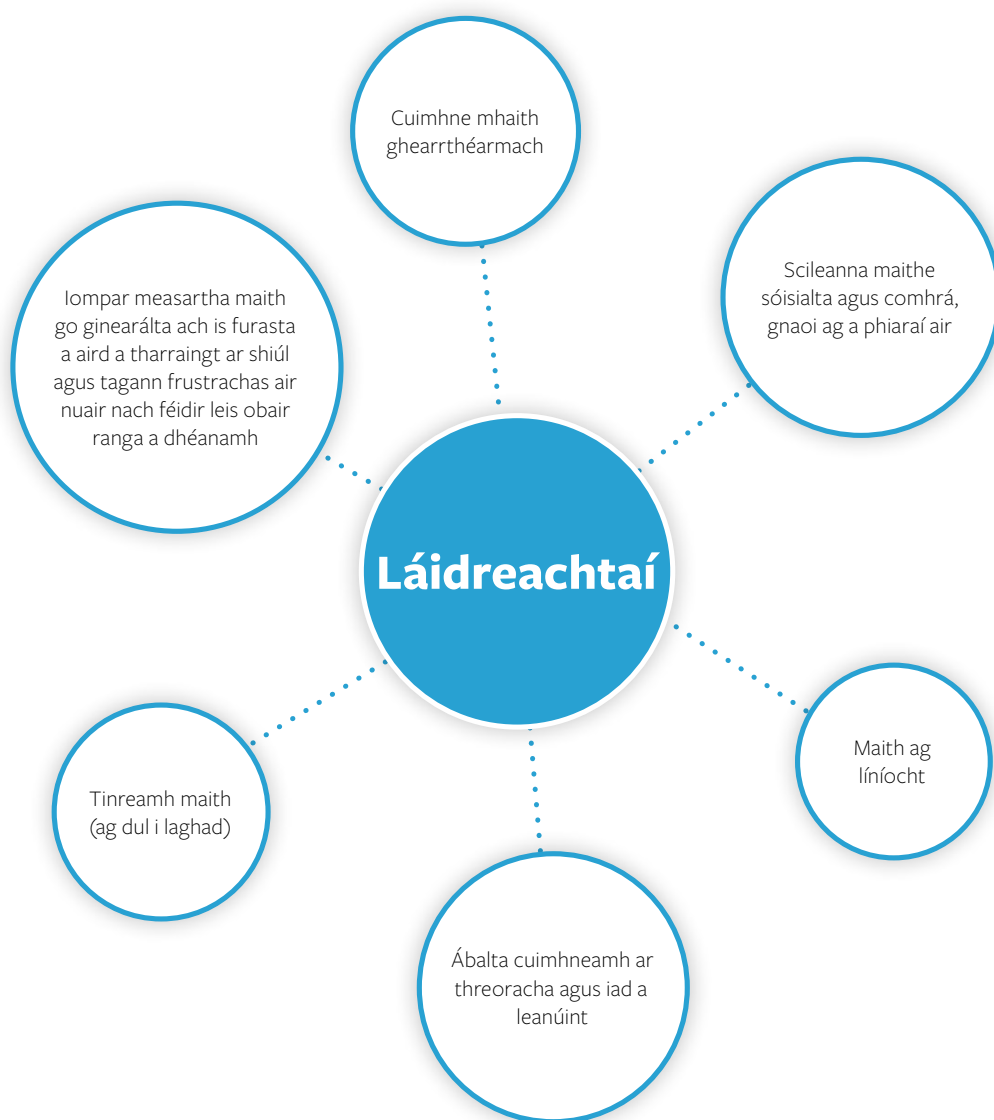 Cuimhne mhaith
ghearrthéarmach
Scileanna maithe
sóisialta agus comhrá,
gnaoi ag a phiaraí air
Iompar measartha maith
go ginearálta ach is furasta
a aird a tharraingt ar shiúl
agus tagann frustrachas air
nuair nach féidir leis obair
ranga a dhéanamh
Láidreachtaí
Maith ag
líníocht
Tinreamh maith
(ag dul i laghad)
Ábalta cuimhneamh ar
threoracha agus iad a
leanúint